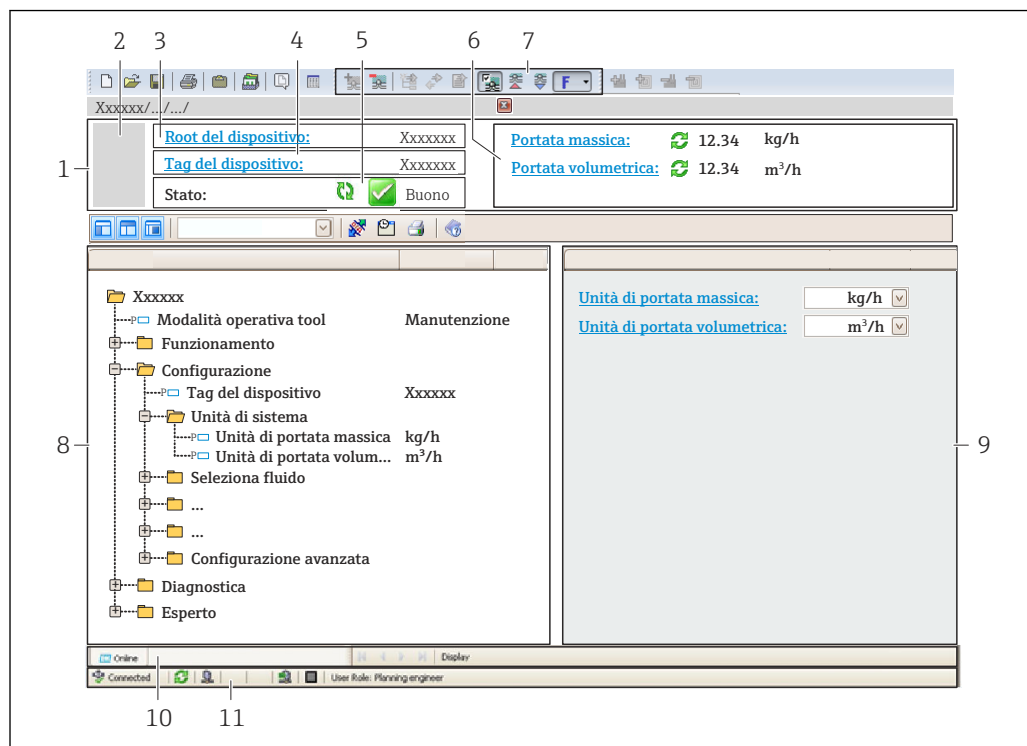 2 3 4 5 6 7
F
Xxxxxx/.../.../
1
Root del dispositivo: Xxxxxxx
Tag del dispositivo: Xxxxxxx
Stato: Buono
Portata massica: 12.34 kg/h
Portata volumetrica: 12.34 m³/h
8
Xxxxxx
P Modalità operativa tool Manutenzione
Funzionamento
Configurazione
P Tag del dispositivo Xxxxxx
Unità di sistema
P Unità di portata massica kg/h
P Unità di portata volum... m³/h
Seleziona fluido
...
...
Configurazione avanzata
Diagnostica
Esperto
Unità di portata massica: kg/h
Unità di portata volumetrica: m³/h
9
Online Display
Connected User Role: Planning engineer
10 11